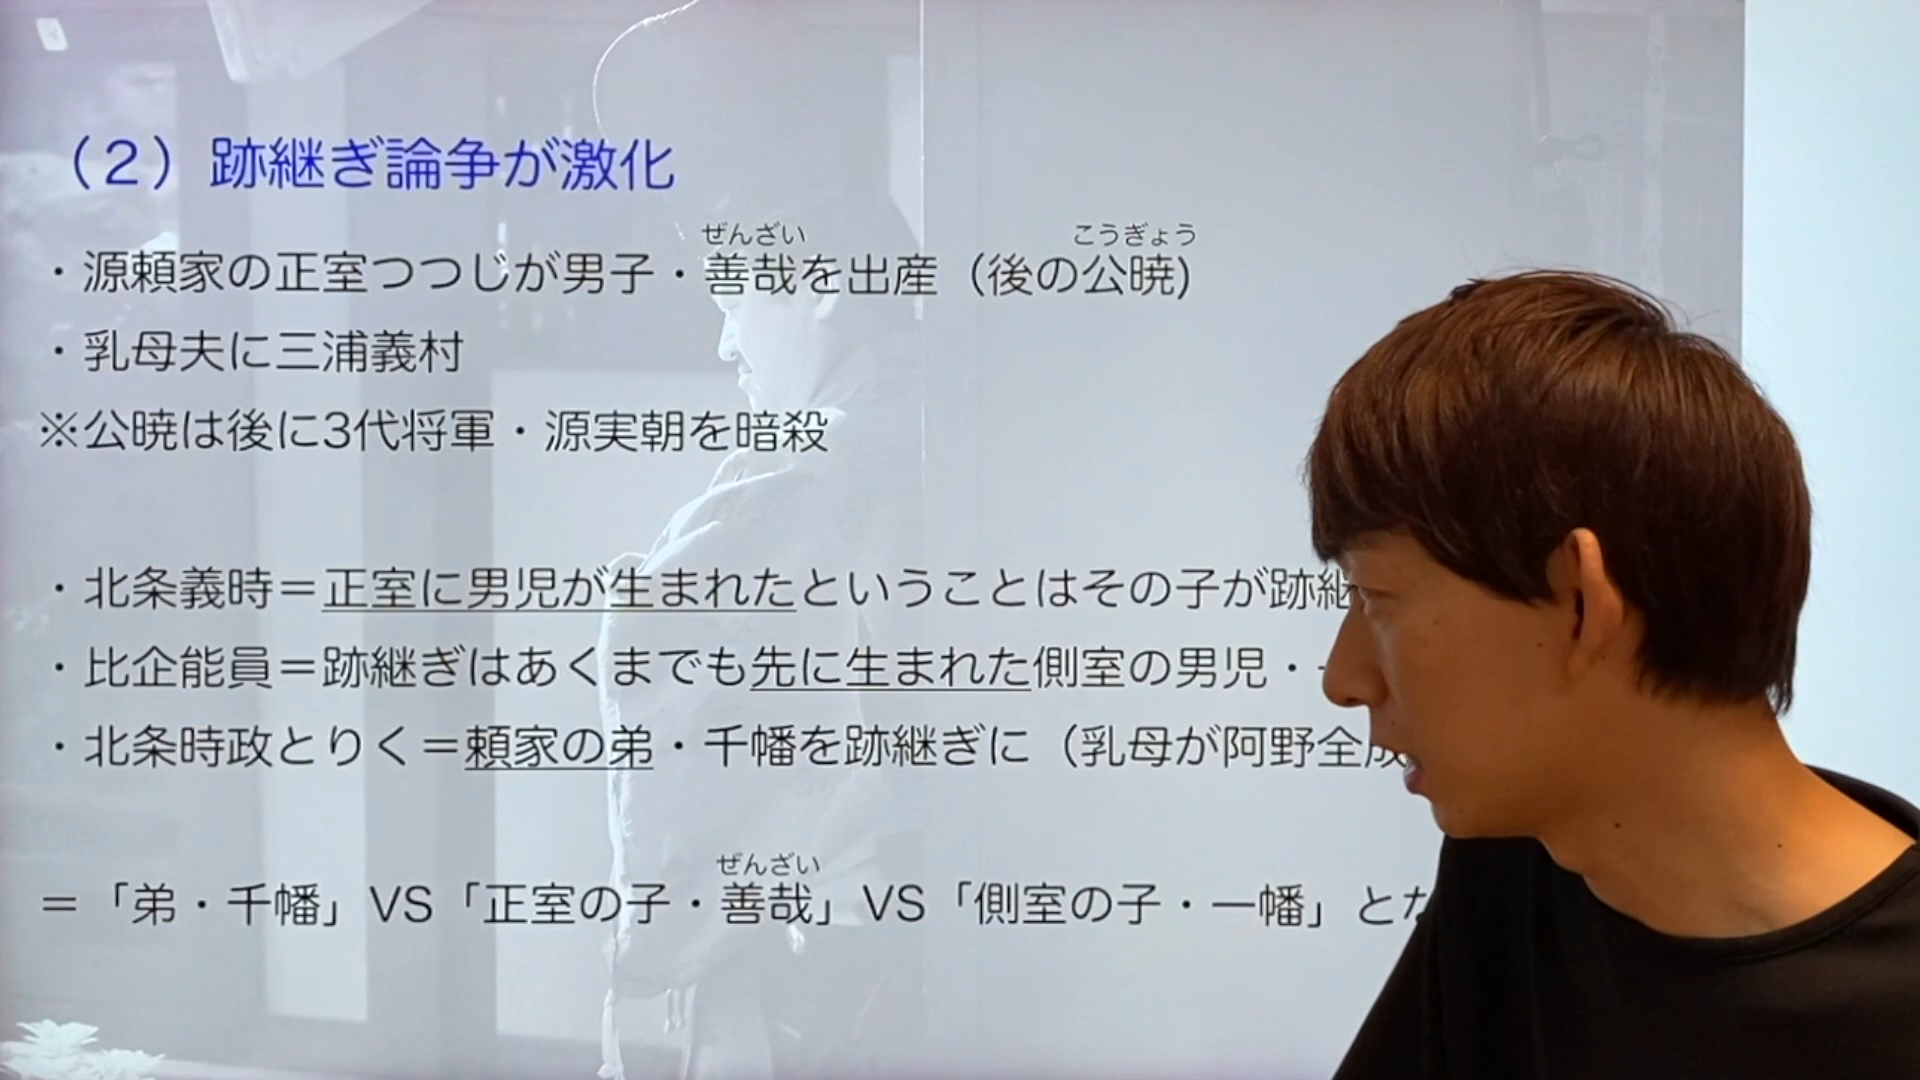 （2）跡継ぎ論争が激化
ぜんざい こうぎょう
・源頼家の正室つつじが男子・善哉を出産（後の公暁)
・乳母夫に三浦義村
※公暁は後に3代将軍・源実朝を暗殺
・北条義時＝正室に男児が生まれたということはその子が跡継
・比企能員＝跡継ぎはあくまでも先に生まれた側室の男児・
・北条時政とりく＝頼家の弟・千幡を跡継ぎに（乳母が阿野全成
ぜんざい
＝「弟・千幡」VS「正室の子・善哉」VS「側室の子・一幡」と